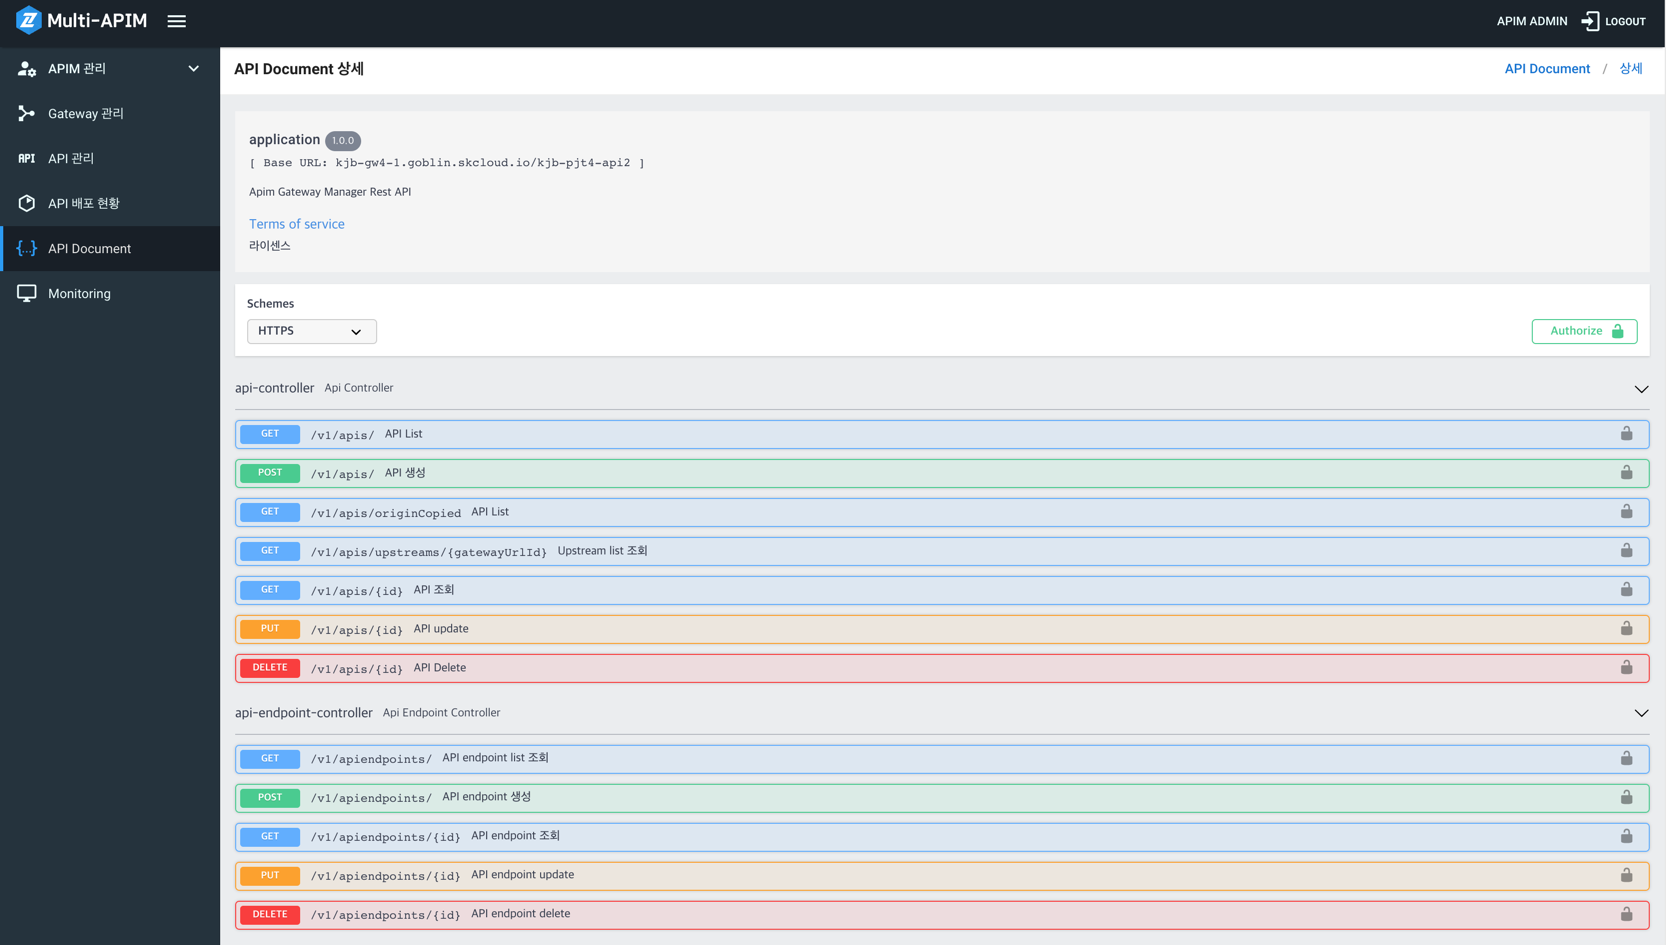 Multi-APIM
APIM ADMIN LOGOUT
APIM 관리
Gateway 관리
API API 관리
API 배포 현황
{...} API Document
Monitoring
API Document 상세
API Document / 상세
application 1.0.0
[ Base URL: kjb-gw4-1.goblin.skcloud.io/kjb-pjt4-api2 ]
Apim Gateway Manager Rest API
Terms of service
라이센스
Schemes
HTTPS
Authorize
api-controller Api Controller
GET /v1/apis/ API List
POST /v1/apis/ API 생성
GET /v1/apis/originCopied API List
GET /v1/apis/upstreams/{gatewayUrlId} Upstream list 조회
GET /v1/apis/{id} API 조회
PUT /v1/apis/{id} API update
DELETE /v1/apis/{id} API Delete
api-endpoint-controller Api Endpoint Controller
GET /v1/apiendpoints/ API endpoint list 조회
POST /v1/apiendpoints/ API endpoint 생성
GET /v1/apiendpoints/{id} API endpoint 조회
PUT /v1/apiendpoints/{id} API endpoint update
DELETE /v1/apiendpoints/{id} API endpoint delete